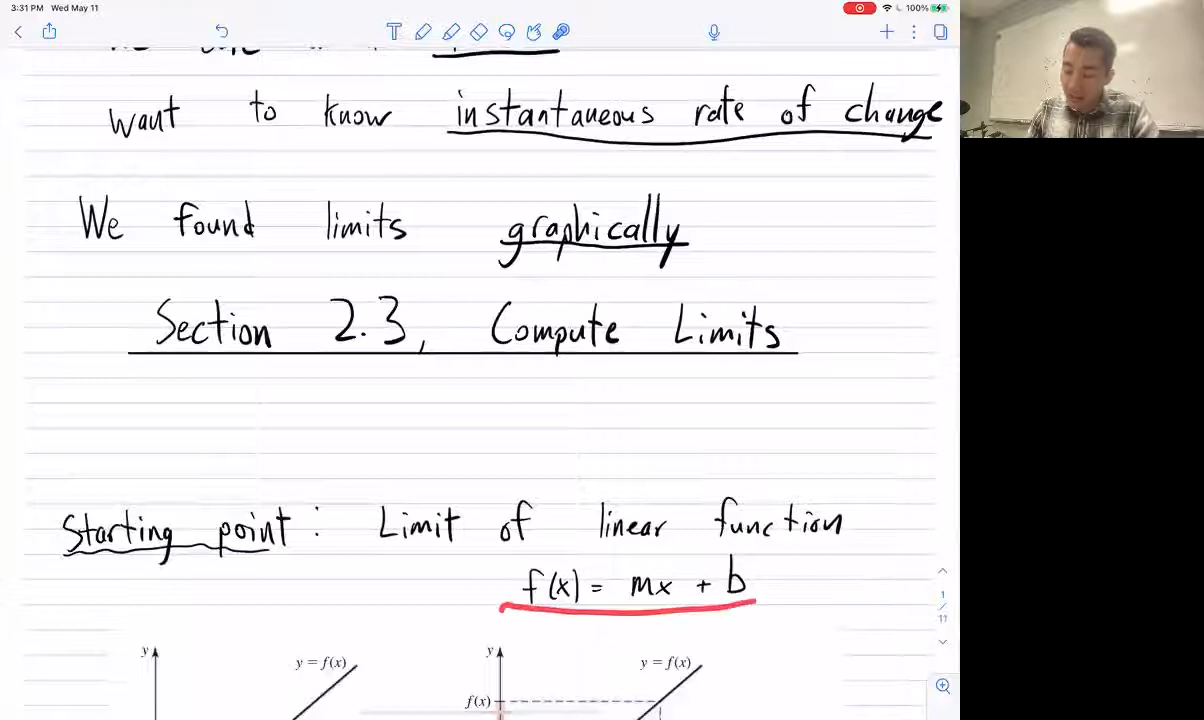 3:31 PM Wed May 11
100%
want to know instantaneous rate of change
We found limits graphically
Section 2.3, Compute Limits
Starting point: Limit of linear function
f(x) = mx + b
y y = f(x) y y = f(x)
f(x)
1
/
11